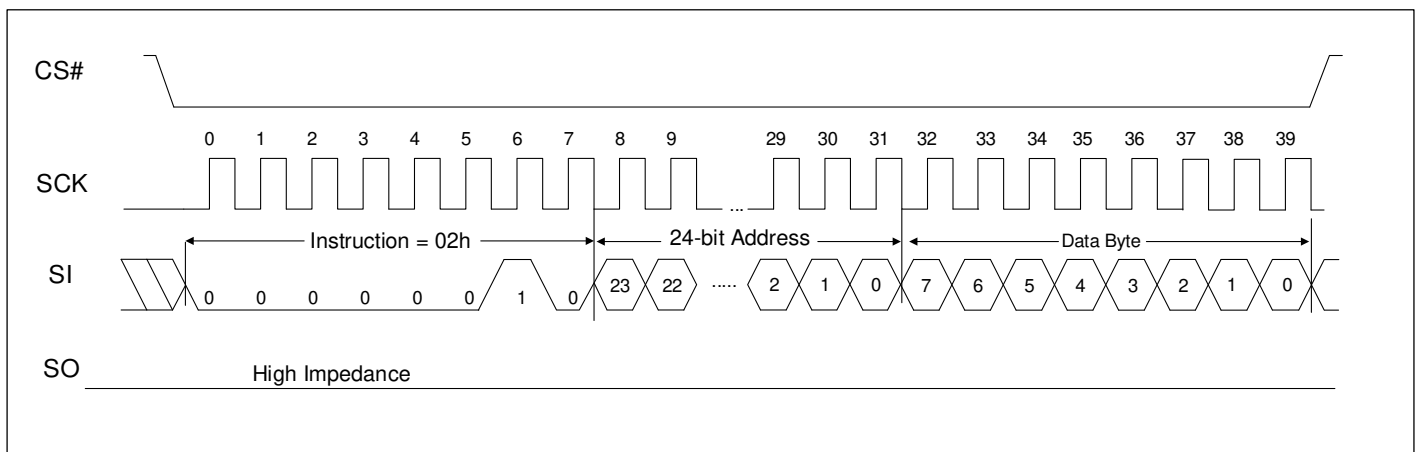 CS#
0 1 2 3 4 5 6 7 8 9 29 30 31 32 33 34 35 36 37 38 39
SCK
...
Instruction = 02h 24-bit Address Data Byte
SI
0 0 0 0 0 0 1 0 23 22 ..... 2 1 0 7 6 5 4 3 2 1 0
SO
High Impedance